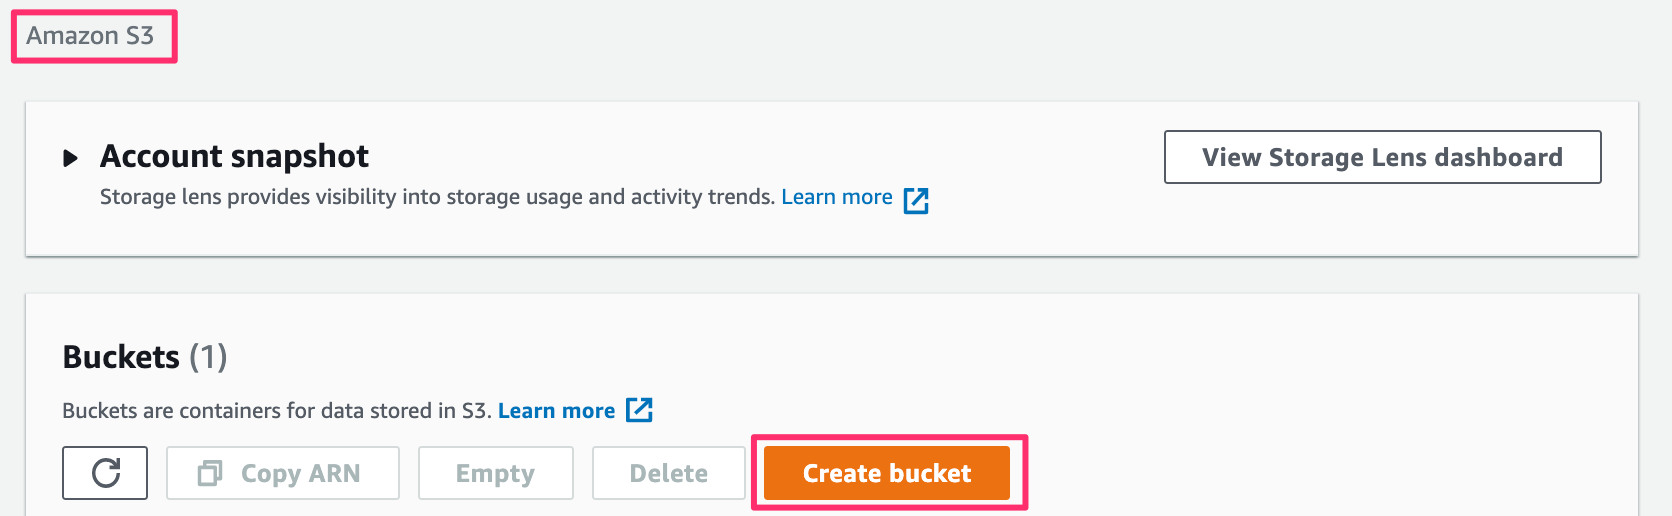 Amazon S3
Account snapshot
View Storage Lens dashboard
Storage lens provides visibility into storage usage and activity trends. Learn more
Buckets (1)
Buckets are containers for data stored in S3. Learn more
Copy ARN
Empty
Delete
Create bucket